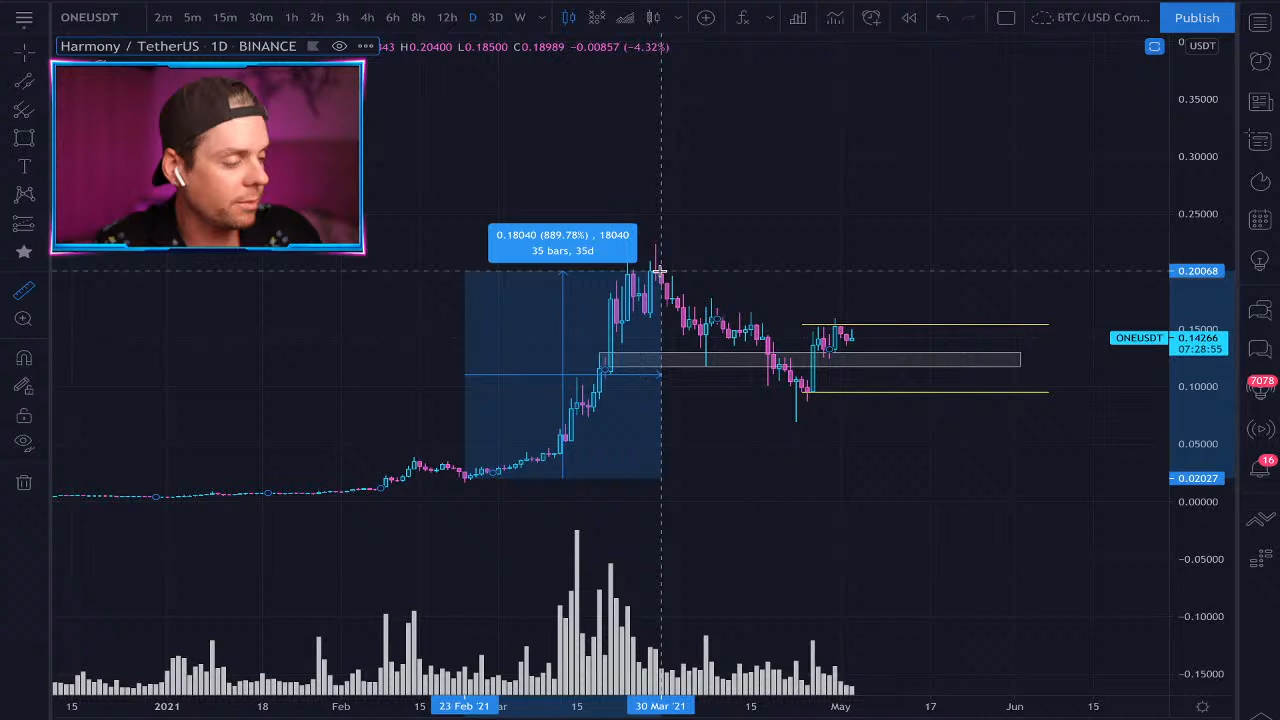 ONEUSDT 2m 5m 15m 30m 1h 2h 3h 4h 6h 8h 12h D 3D W BTC/USD Com... Publish
Harmony / TetherUS · 1D · BINANCE H0.20400 L0.18500 C0.18989 −0.00857 (−4.32%)
USDT
0.35000
0.30000
0.25000
0.18040 (889.78%) , 18040
35 bars, 35d
0.20068
0.15000
ONEUSDT 0.14266
07:28:55
0.10000
7078
0.05000
16
0.02027
0.00000
−0.05000
−0.10000
−0.15000
15 2021 18 Feb 15 23 Feb '21 15 30 Mar '21 15 May 17 Jun 15